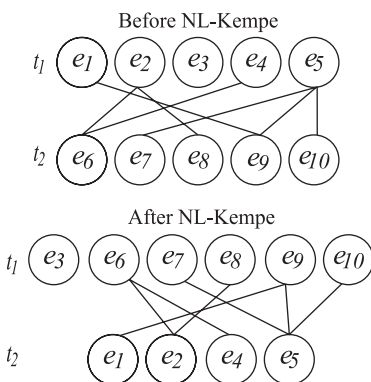 Before NL-Kempe
t1 e1 e2 e3 e4 e5
t2 e6 e7 e8 e9 e10
After NL-Kempe
t1 e3 e6 e7 e8 e9 e10
t2 e1 e2 e4 e5